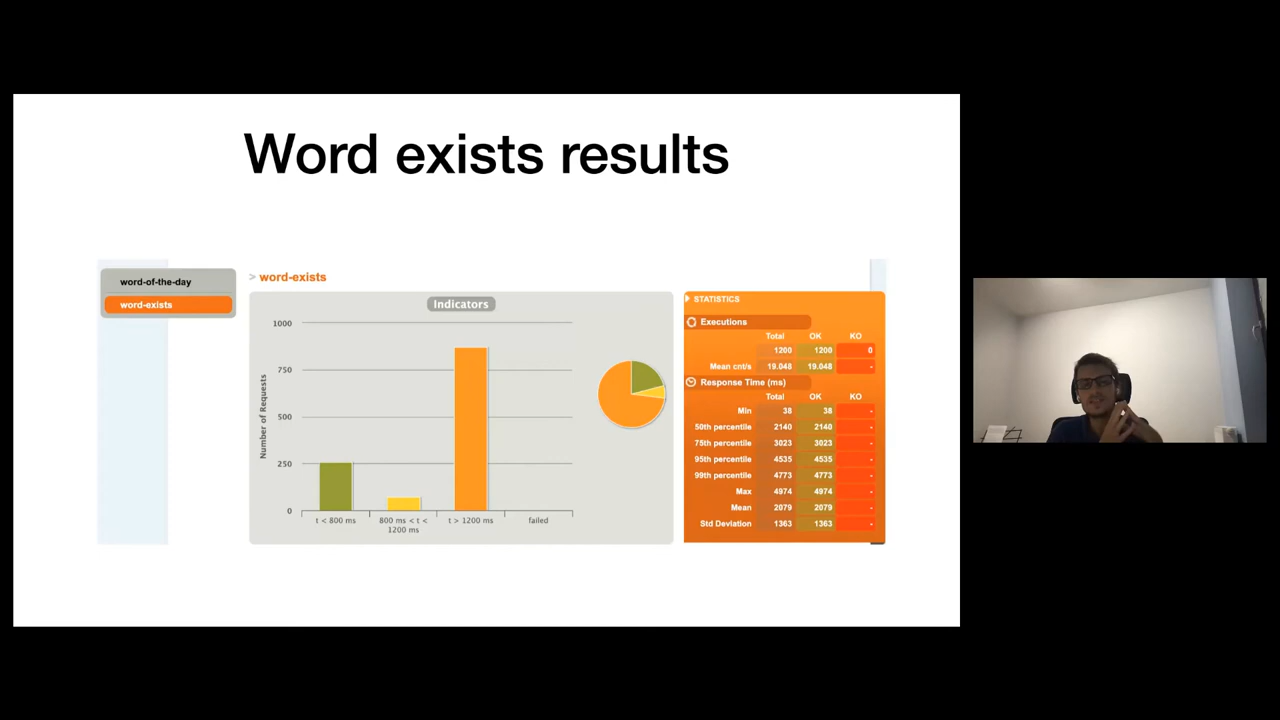 Word exists results
word-of-the-day
word-exists
> word-exists
Indicators
1000
750
500
250
0
Number of Requests
t < 800 ms
800 ms < t <
1200 ms
t > 1200 ms
failed
STATISTICS
Executions
Total OK KO
1200 1200 0
Mean cnt/s 19.048 19.048 -
Response Time (ms)
Total OK KO
Min 38 38 -
50th percentile 2140 2140 -
75th percentile 3023 3023 -
95th percentile 4535 4535 -
99th percentile 4773 4773 -
Max 4974 4974 -
Mean 2079 2079 -
Std Deviation 1363 1363 -